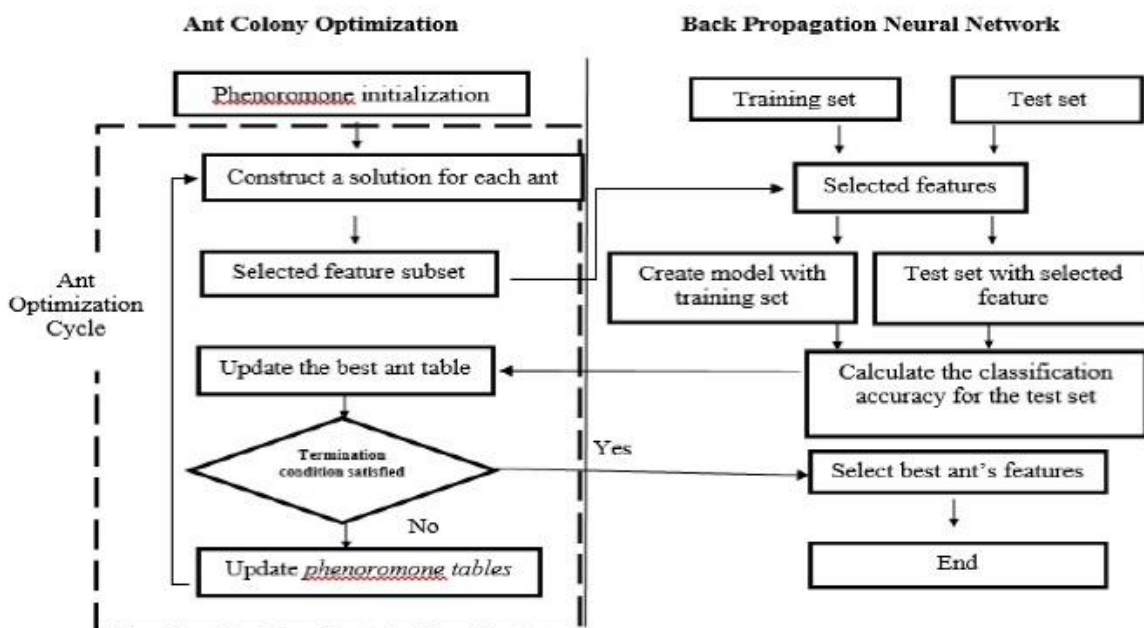 Ant Colony Optimization
Back Propagation Neural Network
Phenoromone initialization
Training set
Test set
Construct a solution for each ant
Selected features
Selected feature subset
Create model with
training set
Test set with selected
feature
Ant
Optimization
Cycle
Update the best ant table
Calculate the classification
accuracy for the test set
Termination
condition satisfied
Yes
Select best ant's features
No
Update phenoromone tables
End